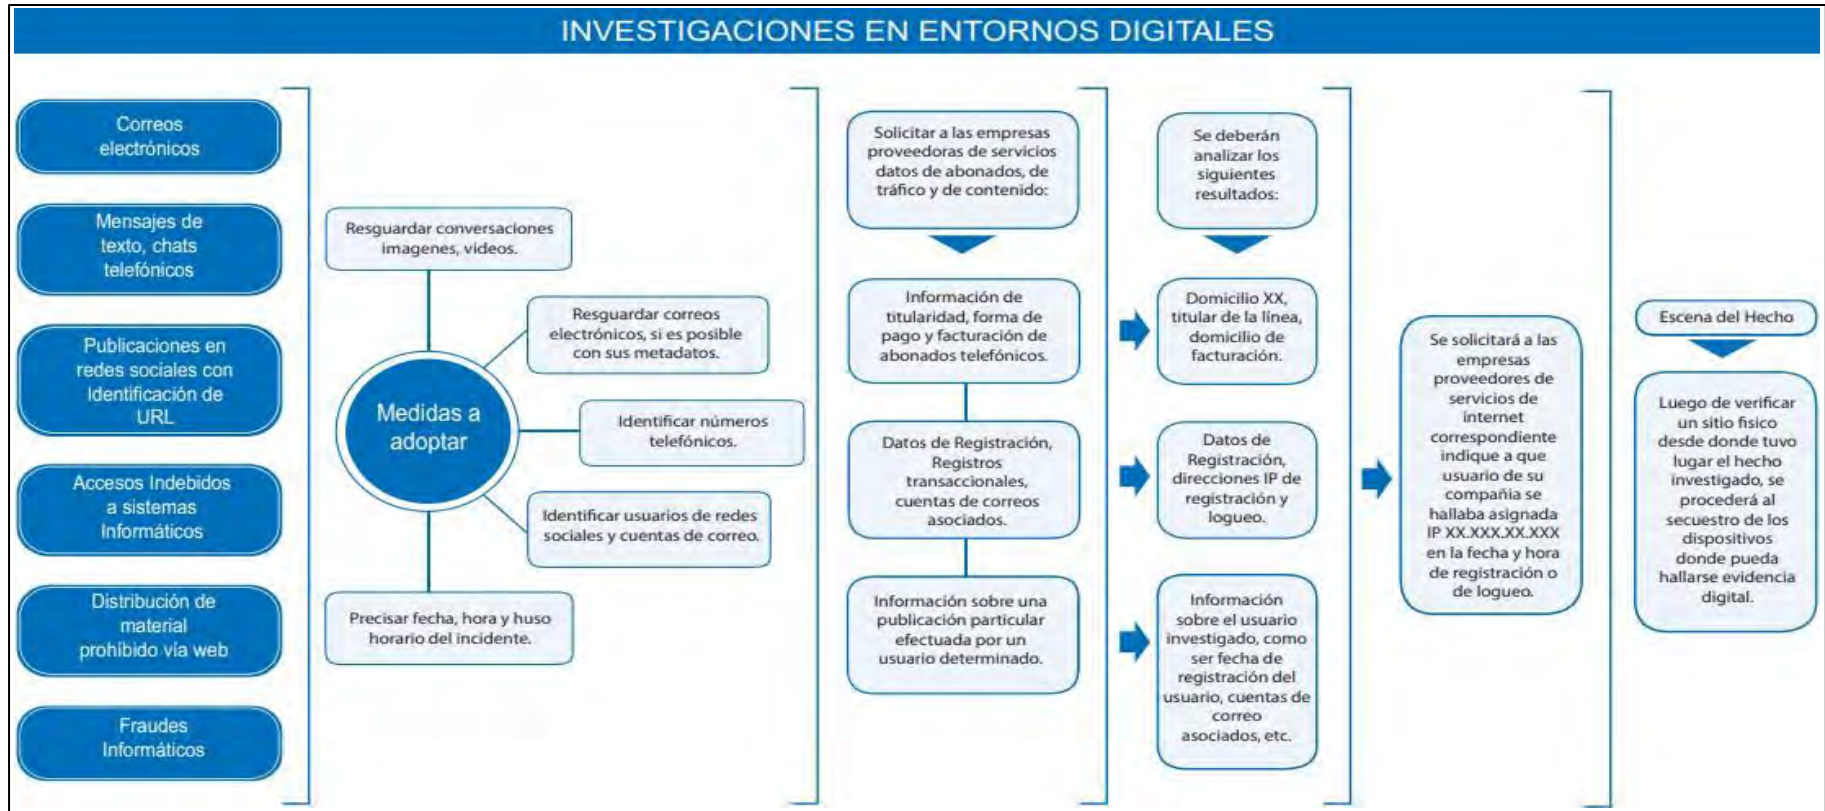 INVESTIGACIONES EN ENTORNOS DIGITALES
Correos
electrónicos
Mensajes de
texto, chats
telefónicos
Publicaciones en
redes sociales con
Identificación de
URL
Accesos Indebidos
a sistemas
Informáticos
Distribución de
material
prohibido vía web
Fraudes
Informáticos
Resguardar conversaciones
imagenes, videos.
Resguardar correos
electrónicos, si es posible
con sus metadatos.
Medidas a
adoptar
Identificar números
telefónicos.
Identificar usuarios de redes
sociales y cuentas de correo.
Precisar fecha, hora y huso
horario del incidente.
Solicitar a las empresas
proveedoras de servicios
datos de abonados, de
tráfico y de contenido:
Información de
titularidad, forma de
pago y facturación de
abonados telefónicos.
Datos de Registración,
Registros
transaccionales,
cuentas de correos
asociados.
Información sobre una
publicación particular
efectuada por un
usuario determinado.
Se deberán
analizar los
siguientes
resultados:
Domicilio XX,
titular de la línea,
domicilio de
facturación.
Datos de
Registración,
direcciones IP de
registración y
logueo.
Información
sobre el usuario
investigado, como
ser fecha de
registración del
usuario, cuentas de
correo
asociados, etc.
Se solicitará a las
empresas
proveedores de
servicios de
internet
correspondiente
indique a que
usuario de su
compañia se
hallaba asignada
IP XX.XXX.XX.XXX
en la fecha y hora
de registración o
de logueo.
Escena del Hecho
Luego de verificar
un sitio fisico
desde donde tuvo
lugar el hecho
investigado, se
procederá al
secuestro de los
dispositivos
donde pueda
hallarse evidencia
digital.